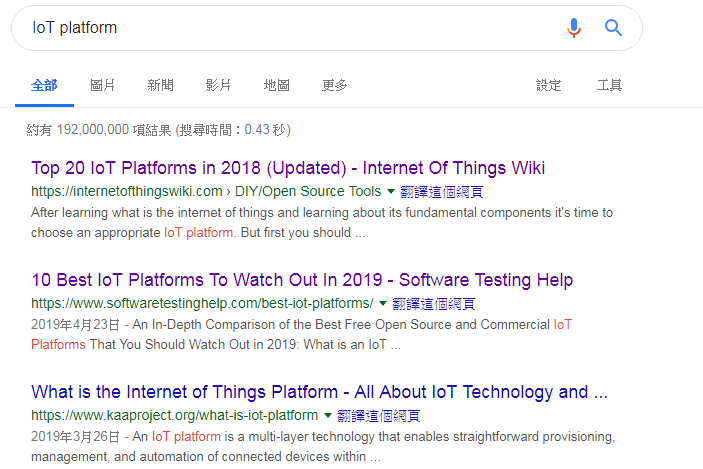 IoT platform
全部 圖片 新聞 影片 地圖 更多 設定 工具
約有 192,000,000 項結果 (搜尋時間：0.43 秒)
Top 20 IoT Platforms in 2018 (Updated) - Internet Of Things Wiki
https://internetofthingswiki.com › DIY/Open Source Tools 翻譯這個網頁
After learning what is the internet of things and learning about its fundamental components it's time to
choose an appropriate IoT platform. But first you should ...
10 Best IoT Platforms To Watch Out In 2019 - Software Testing Help
https://www.softwaretestinghelp.com/best-iot-platforms/ 翻譯這個網頁
2019年4月23日 - An In-Depth Comparison of the Best Free Open Source and Commercial IoT
Platforms That You Should Watch Out in 2019: What is an IoT ...
What is the Internet of Things Platform - All About IoT Technology and ...
https://www.kaaproject.org/what-is-iot-platform 翻譯這個網頁
2019年3月26日 - An IoT platform is a multi-layer technology that enables straightforward provisioning,
management, and automation of connected devices within ...